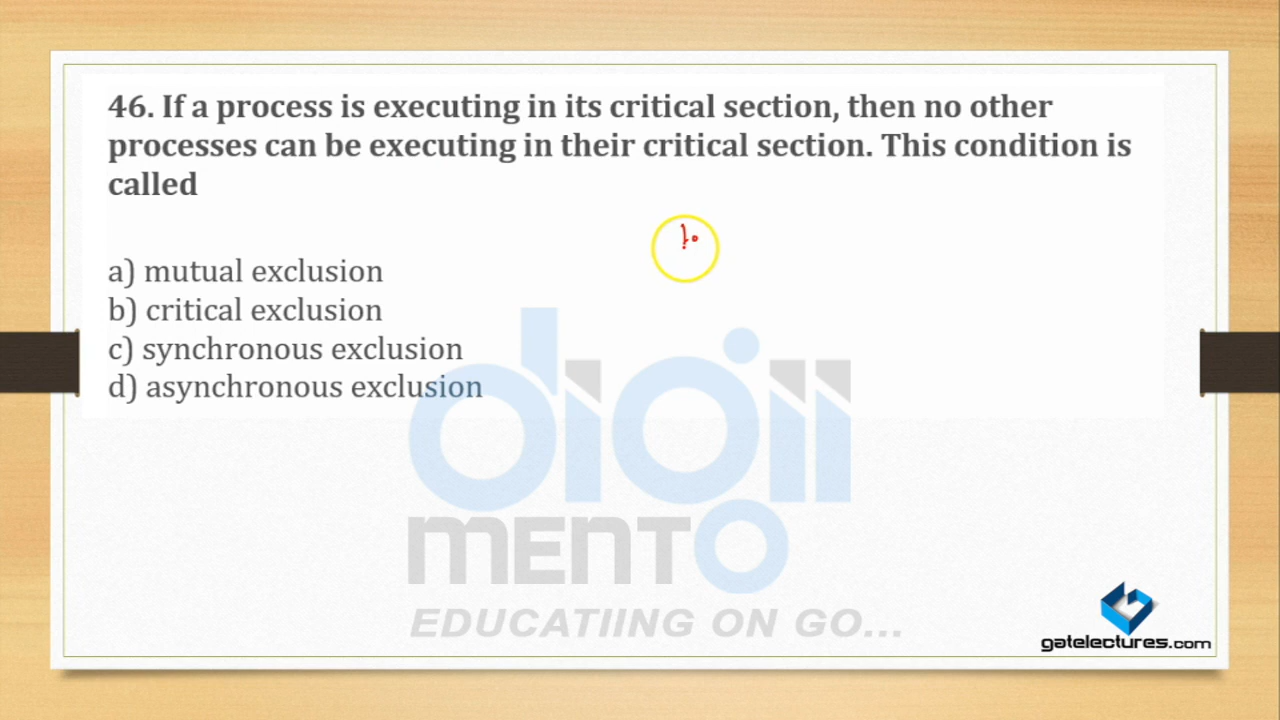 46. If a process is executing in its critical section, then no other
processes can be executing in their critical section. This condition is
called
a) mutual exclusion
b) critical exclusion
c) synchronous exclusion
d) asynchronous exclusion
digii
MENTO
EDUCATIING ON GO...
gatelectures.com